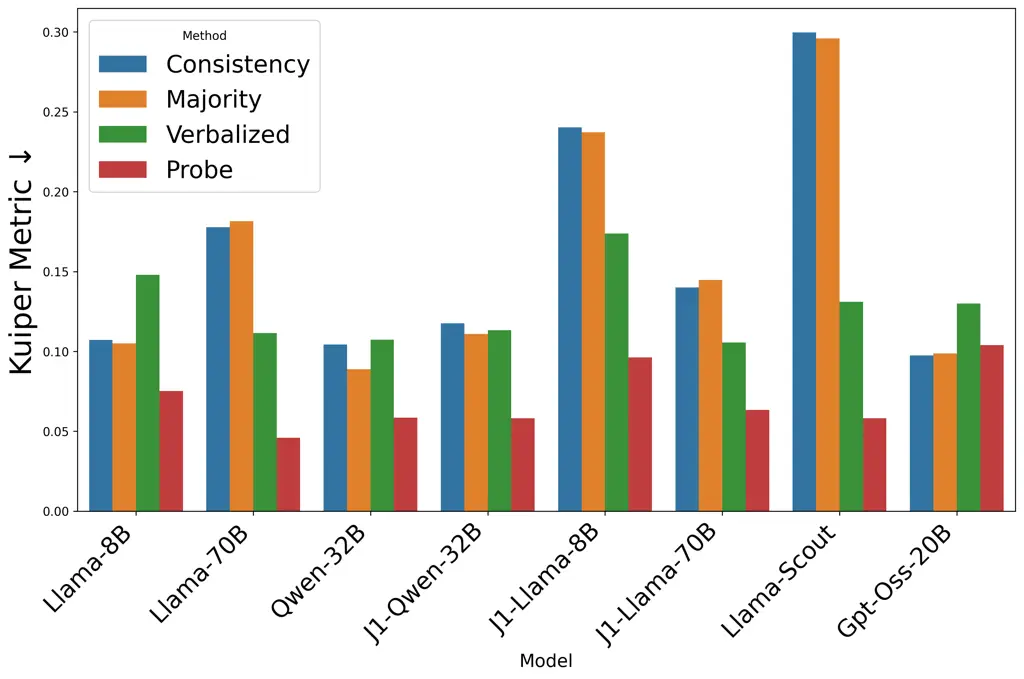 Kuiper Metric ↓
0.30
0.25
0.20
0.15
0.10
0.05
0.00
Method
Consistency
Majority
Verbalized
Probe
Llama-8B
Llama-70B
Qwen-32B
J1-Qwen-32B
J1-Llama-8B
J1-Llama-70B
Llama-Scout
Gpt-Oss-20B
Model